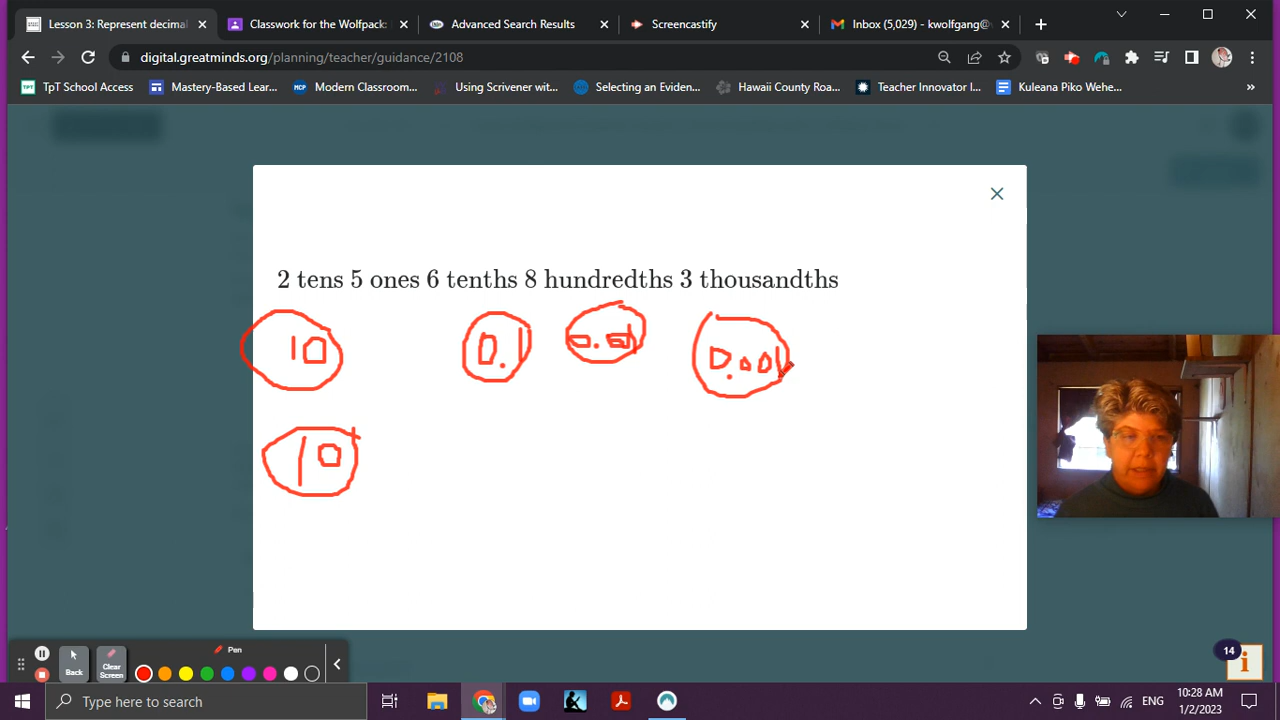 Lesson 3: Represent decimal
Classwork for the Wolfpack:
Advanced Search Results
Screencastify
Inbox (5,029) - kwolfgang@
digital.greatminds.org/planning/teacher/guidance/2108
TpT School Access
Mastery-Based Lear...
Modern Classroom...
Using Scrivener wit...
Selecting an Eviden...
Hawaii County Roa...
Teacher Innovator I...
Kuleana Piko Wehe...
»
2 tens 5 ones 6 tenths 8 hundredths 3 thousandths
10 0.1 0.01 0.001
10
Pen
Back
Clear
Screen
14
i
Type here to search
ENG
10:28 AM
1/2/2023